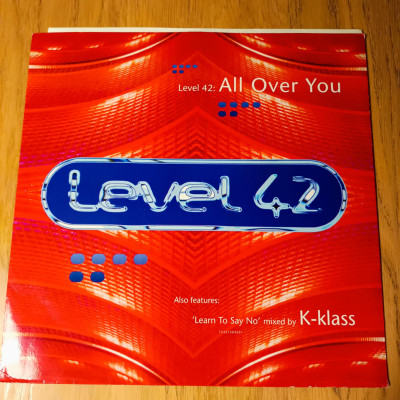 Level 42: All Over You
Level 42
Also features:
'Learn To Say No' mixed by K-klass